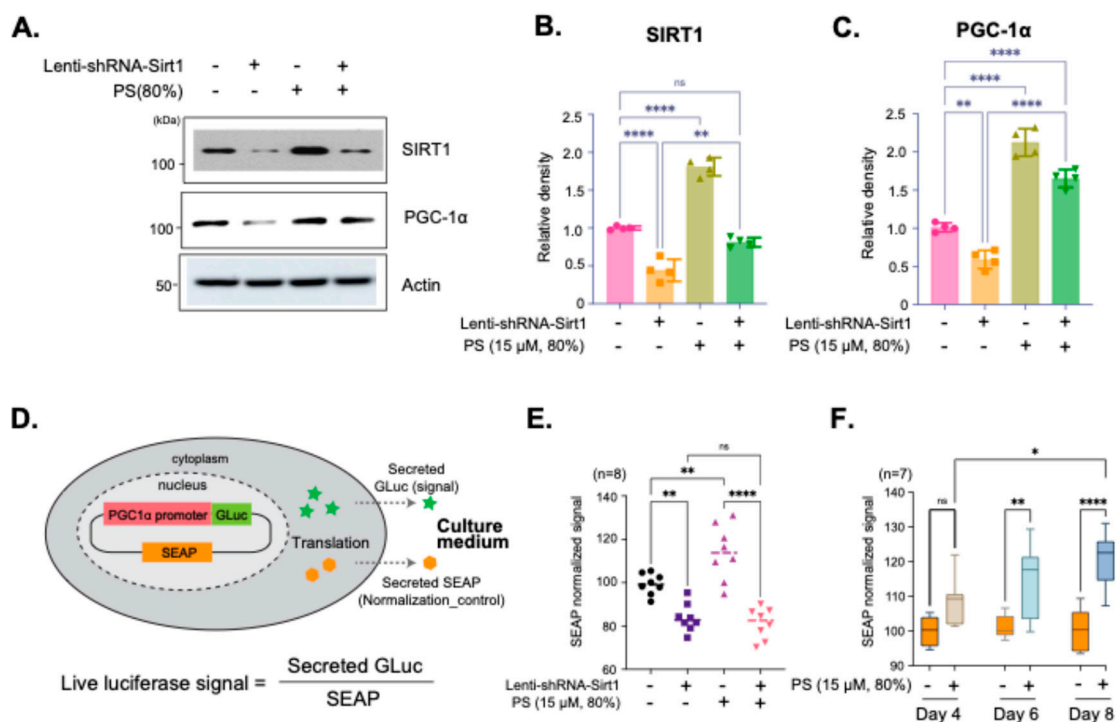 A.
Lenti-shRNA-Sirt1 - + - +
PS(80%) - - + +
(kDa)
100
SIRT1
100
PGC-1α
50
Actin
B.
SIRT1
ns
****
**** **
Relative density
2.5
2.0
1.5
1.0
0.5
0
Lenti-shRNA-Sirt1 - + - +
PS (15 µM, 80%) - - + +
C.
PGC-1α
****
****
** ****
Relative density
2.5
2.0
1.5
1.0
0.5
0
Lenti-shRNA-Sirt1 - + - +
PS (15 µM, 80%) - - + +
D.
cytoplasm
nucleus
PGC1α promoter GLuc
SEAP
Translation
Secreted
GLuc (signal)
Culture
medium
Secreted SEAP
(Normalization_control)
Live luciferase signal = Secreted GLuc
SEAP
E.
(n=8)
ns
**
** ****
SEAP normalized signal
140
120
100
80
60
Lenti-shRNA-Sirt1 - + - +
PS (15 µM, 80%) - - + +
F.
(n=7)
*
ns ** ****
SEAP normalized signal
140
130
120
110
100
90
PS (15 µM, 80%) - + - + - +
Day 4 Day 6 Day 8